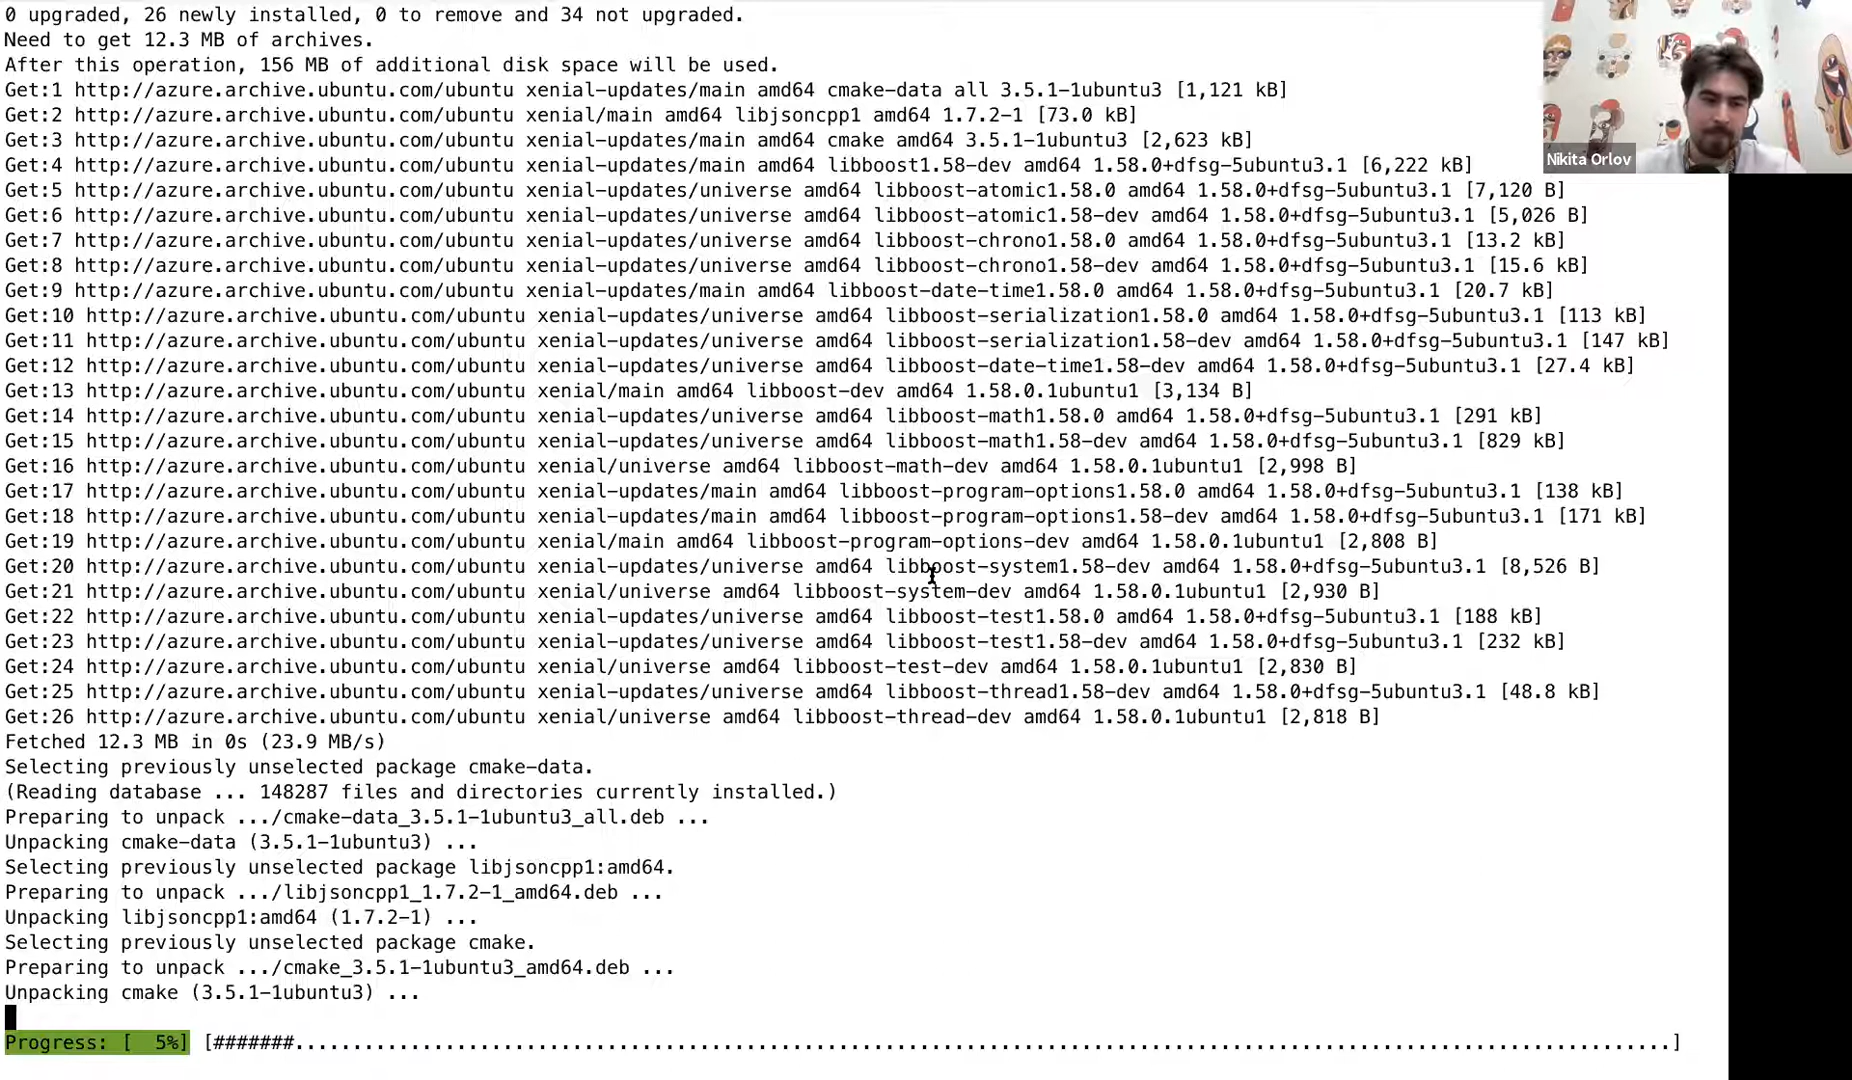 0 upgraded, 26 newly installed, 0 to remove and 34 not upgraded.
Need to get 12.3 MB of archives.
After this operation, 156 MB of additional disk space will be used.
Get:1 http://azure.archive.ubuntu.com/ubuntu xenial-updates/main amd64 cmake-data all 3.5.1-1ubuntu3 [1,121 kB]
Get:2 http://azure.archive.ubuntu.com/ubuntu xenial/main amd64 libjsoncpp1 amd64 1.7.2-1 [73.0 kB]
Get:3 http://azure.archive.ubuntu.com/ubuntu xenial-updates/main amd64 cmake amd64 3.5.1-1ubuntu3 [2,623 kB]
Get:4 http://azure.archive.ubuntu.com/ubuntu xenial-updates/main amd64 libboost1.58-dev amd64 1.58.0+dfsg-5ubuntu3.1 [6,222 kB]
Nikita Orlov
Get:5 http://azure.archive.ubuntu.com/ubuntu xenial-updates/universe amd64 libboost-atomic1.58.0 amd64 1.58.0+dfsg-5ubuntu3.1 [7,120 B]
Get:6 http://azure.archive.ubuntu.com/ubuntu xenial-updates/universe amd64 libboost-atomic1.58-dev amd64 1.58.0+dfsg-5ubuntu3.1 [5,026 B]
Get:7 http://azure.archive.ubuntu.com/ubuntu xenial-updates/universe amd64 libboost-chrono1.58.0 amd64 1.58.0+dfsg-5ubuntu3.1 [13.2 kB]
Get:8 http://azure.archive.ubuntu.com/ubuntu xenial-updates/universe amd64 libboost-chrono1.58-dev amd64 1.58.0+dfsg-5ubuntu3.1 [15.6 kB]
Get:9 http://azure.archive.ubuntu.com/ubuntu xenial-updates/main amd64 libboost-date-time1.58.0 amd64 1.58.0+dfsg-5ubuntu3.1 [20.7 kB]
Get:10 http://azure.archive.ubuntu.com/ubuntu xenial-updates/universe amd64 libboost-serialization1.58.0 amd64 1.58.0+dfsg-5ubuntu3.1 [113 kB]
Get:11 http://azure.archive.ubuntu.com/ubuntu xenial-updates/universe amd64 libboost-serialization1.58-dev amd64 1.58.0+dfsg-5ubuntu3.1 [147 kB]
Get:12 http://azure.archive.ubuntu.com/ubuntu xenial-updates/universe amd64 libboost-date-time1.58-dev amd64 1.58.0+dfsg-5ubuntu3.1 [27.4 kB]
Get:13 http://azure.archive.ubuntu.com/ubuntu xenial/main amd64 libboost-dev amd64 1.58.0.1ubuntu1 [3,134 B]
Get:14 http://azure.archive.ubuntu.com/ubuntu xenial-updates/universe amd64 libboost-math1.58.0 amd64 1.58.0+dfsg-5ubuntu3.1 [291 kB]
Get:15 http://azure.archive.ubuntu.com/ubuntu xenial-updates/universe amd64 libboost-math1.58-dev amd64 1.58.0+dfsg-5ubuntu3.1 [829 kB]
Get:16 http://azure.archive.ubuntu.com/ubuntu xenial/universe amd64 libboost-math-dev amd64 1.58.0.1ubuntu1 [2,998 B]
Get:17 http://azure.archive.ubuntu.com/ubuntu xenial-updates/main amd64 libboost-program-options1.58.0 amd64 1.58.0+dfsg-5ubuntu3.1 [138 kB]
Get:18 http://azure.archive.ubuntu.com/ubuntu xenial-updates/main amd64 libboost-program-options1.58-dev amd64 1.58.0+dfsg-5ubuntu3.1 [171 kB]
Get:19 http://azure.archive.ubuntu.com/ubuntu xenial/main amd64 libboost-program-options-dev amd64 1.58.0.1ubuntu1 [2,808 B]
Get:20 http://azure.archive.ubuntu.com/ubuntu xenial-updates/universe amd64 libboost-system1.58-dev amd64 1.58.0+dfsg-5ubuntu3.1 [8,526 B]
Get:21 http://azure.archive.ubuntu.com/ubuntu xenial/universe amd64 libboost-system-dev amd64 1.58.0.1ubuntu1 [2,930 B]
Get:22 http://azure.archive.ubuntu.com/ubuntu xenial-updates/universe amd64 libboost-test1.58.0 amd64 1.58.0+dfsg-5ubuntu3.1 [188 kB]
Get:23 http://azure.archive.ubuntu.com/ubuntu xenial-updates/universe amd64 libboost-test1.58-dev amd64 1.58.0+dfsg-5ubuntu3.1 [232 kB]
Get:24 http://azure.archive.ubuntu.com/ubuntu xenial/universe amd64 libboost-test-dev amd64 1.58.0.1ubuntu1 [2,830 B]
Get:25 http://azure.archive.ubuntu.com/ubuntu xenial-updates/universe amd64 libboost-thread1.58-dev amd64 1.58.0+dfsg-5ubuntu3.1 [48.8 kB]
Get:26 http://azure.archive.ubuntu.com/ubuntu xenial/universe amd64 libboost-thread-dev amd64 1.58.0.1ubuntu1 [2,818 B]
Fetched 12.3 MB in 0s (23.9 MB/s)
Selecting previously unselected package cmake-data.
(Reading database ... 148287 files and directories currently installed.)
Preparing to unpack .../cmake-data_3.5.1-1ubuntu3_all.deb ...
Unpacking cmake-data (3.5.1-1ubuntu3) ...
Selecting previously unselected package libjsoncpp1:amd64.
Preparing to unpack .../libjsoncpp1_1.7.2-1_amd64.deb ...
Unpacking libjsoncpp1:amd64 (1.7.2-1) ...
Selecting previously unselected package cmake.
Preparing to unpack .../cmake_3.5.1-1ubuntu3_amd64.deb ...
Unpacking cmake (3.5.1-1ubuntu3) ...
Progress: [  5%] [#######.......................................................................................................................]